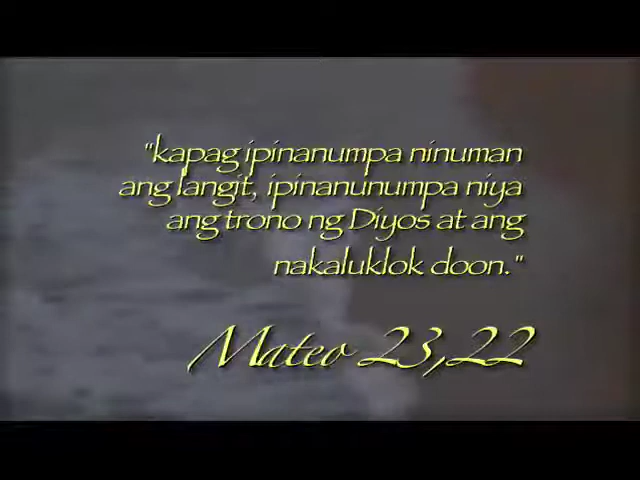 "kapag ipinanumpa ninuman
ang langit, ipinanunumpa niya
ang trono ng Diyos at ang
nakaluklok doon."
Mateo 23,22